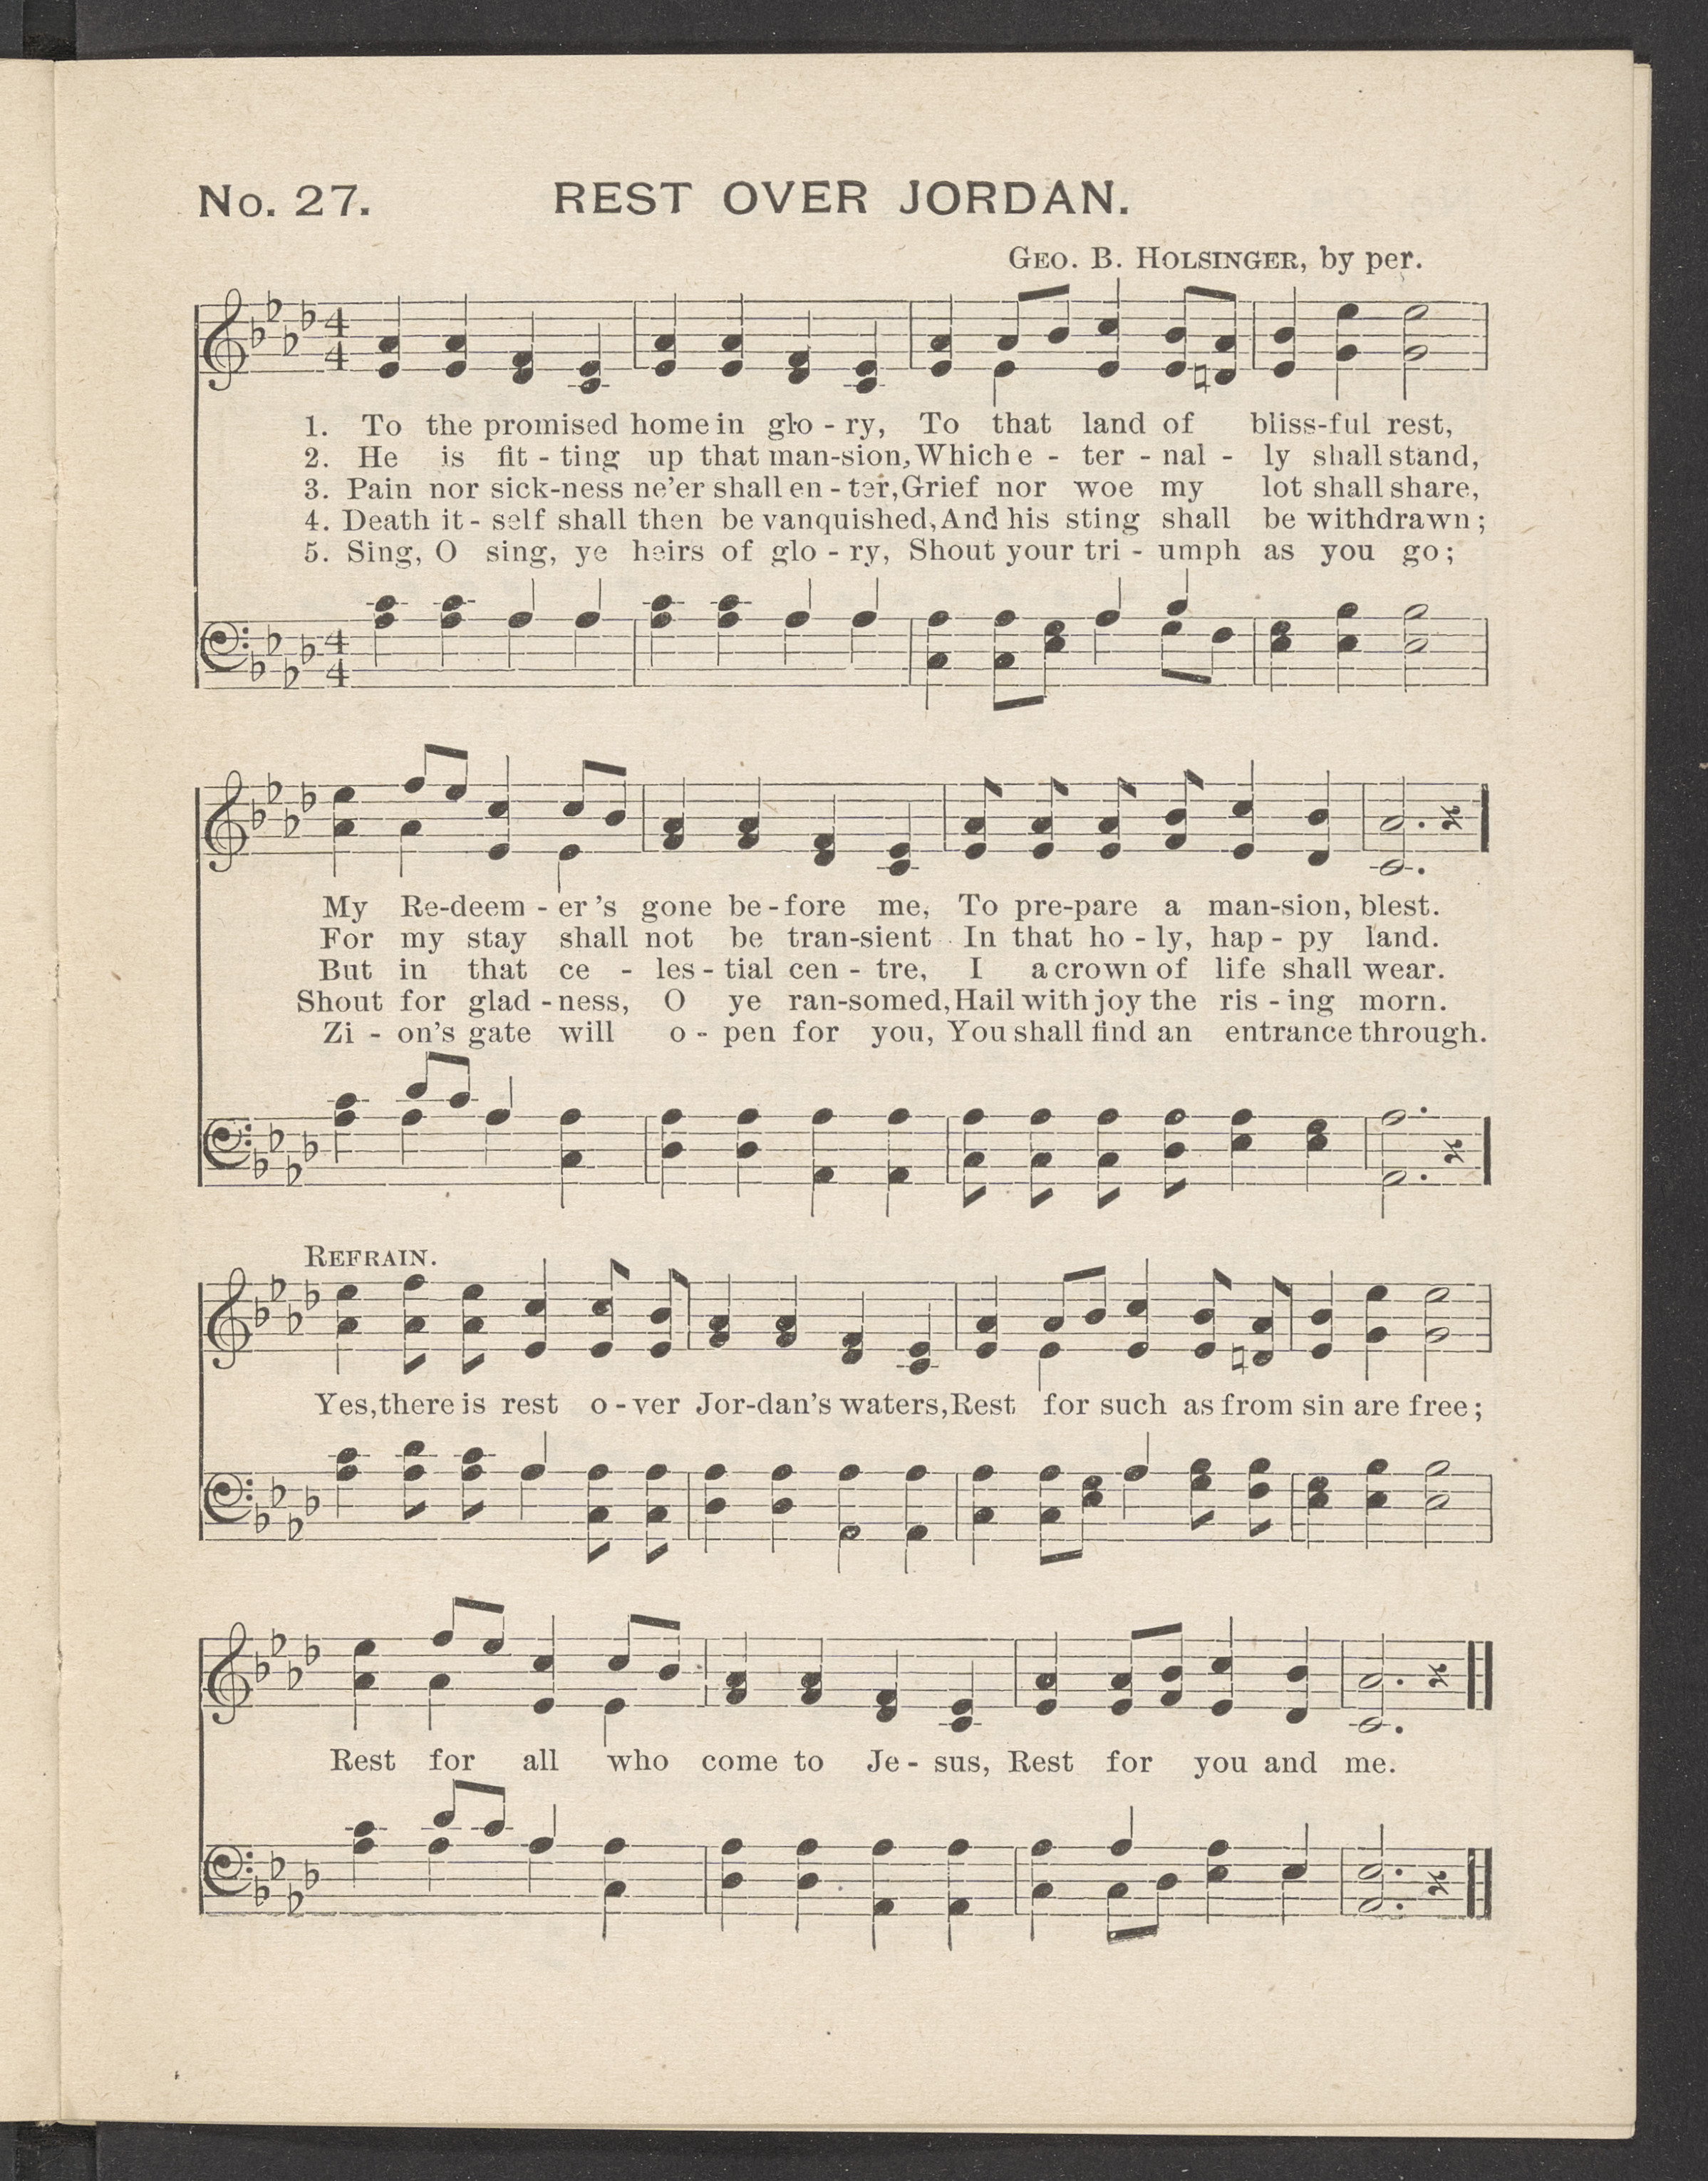 No. 27. REST OVER JORDAN.
GEO. B. HOLSINGER, by per.
4 4
1. To the promised home in glo - ry, To that land of bliss-ful rest,
2. He is fit - ting up that man-sion, Which e - ter - nal - ly shall stand,
3. Pain nor sick-ness ne'er shall en - ter, Grief nor woe my lot shall share,
4. Death it - self shall then be vanquished, And his sting shall be withdrawn;
5. Sing, O sing, ye heirs of glo - ry, Shout your tri - umph as you go;
4 4
My Re-deem - er's gone be - fore me, To pre-pare a man-sion, blest.
For my stay shall not be tran-sient In that ho - ly, hap - py land.
But in that ce - les - tial cen - tre, I a crown of life shall wear.
Shout for glad - ness, O ye ran-somed, Hail with joy the ris - ing morn.
Zi - on's gate will o - pen for you, You shall find an entrance through.
REFRAIN.
Yes, there is rest o - ver Jor-dan's waters, Rest for such as from sin are free;
Rest for all who come to Je - sus, Rest for you and me.